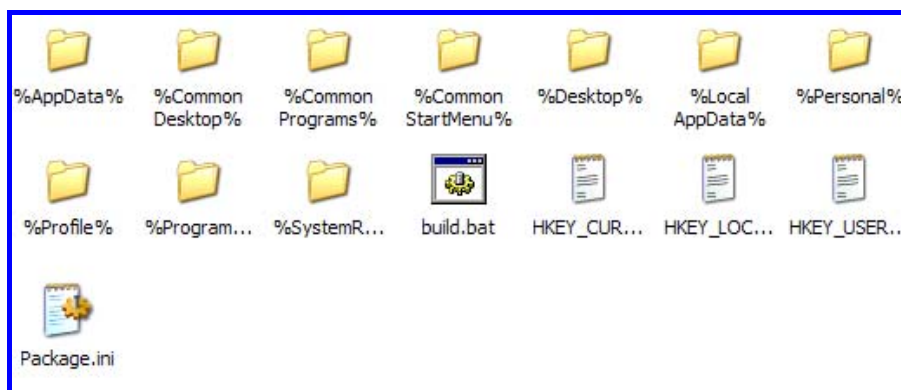 %AppData% %Common Desktop% %Common Programs% %Common StartMenu% %Desktop% %Local AppData% %Personal%
%Profile% %Program... %SystemR... build.bat HKEY_CUR... HKEY_LOC... HKEY_USER...
Package.ini